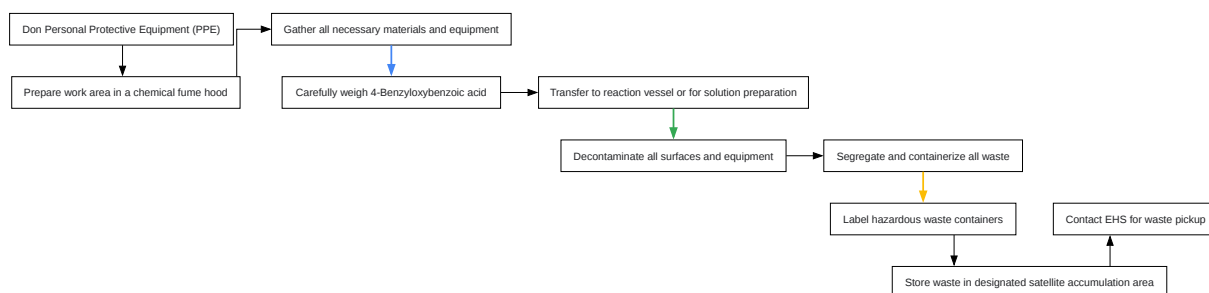 Don Personal Protective Equipment (PPE)
Prepare work area in a chemical fume hood
Gather all necessary materials and equipment
Carefully weigh 4-Benzyloxybenzoic acid
Transfer to reaction vessel or for solution preparation
Decontaminate all surfaces and equipment
Segregate and containerize all waste
Label hazardous waste containers
Store waste in designated satellite accumulation area
Contact EHS for waste pickup